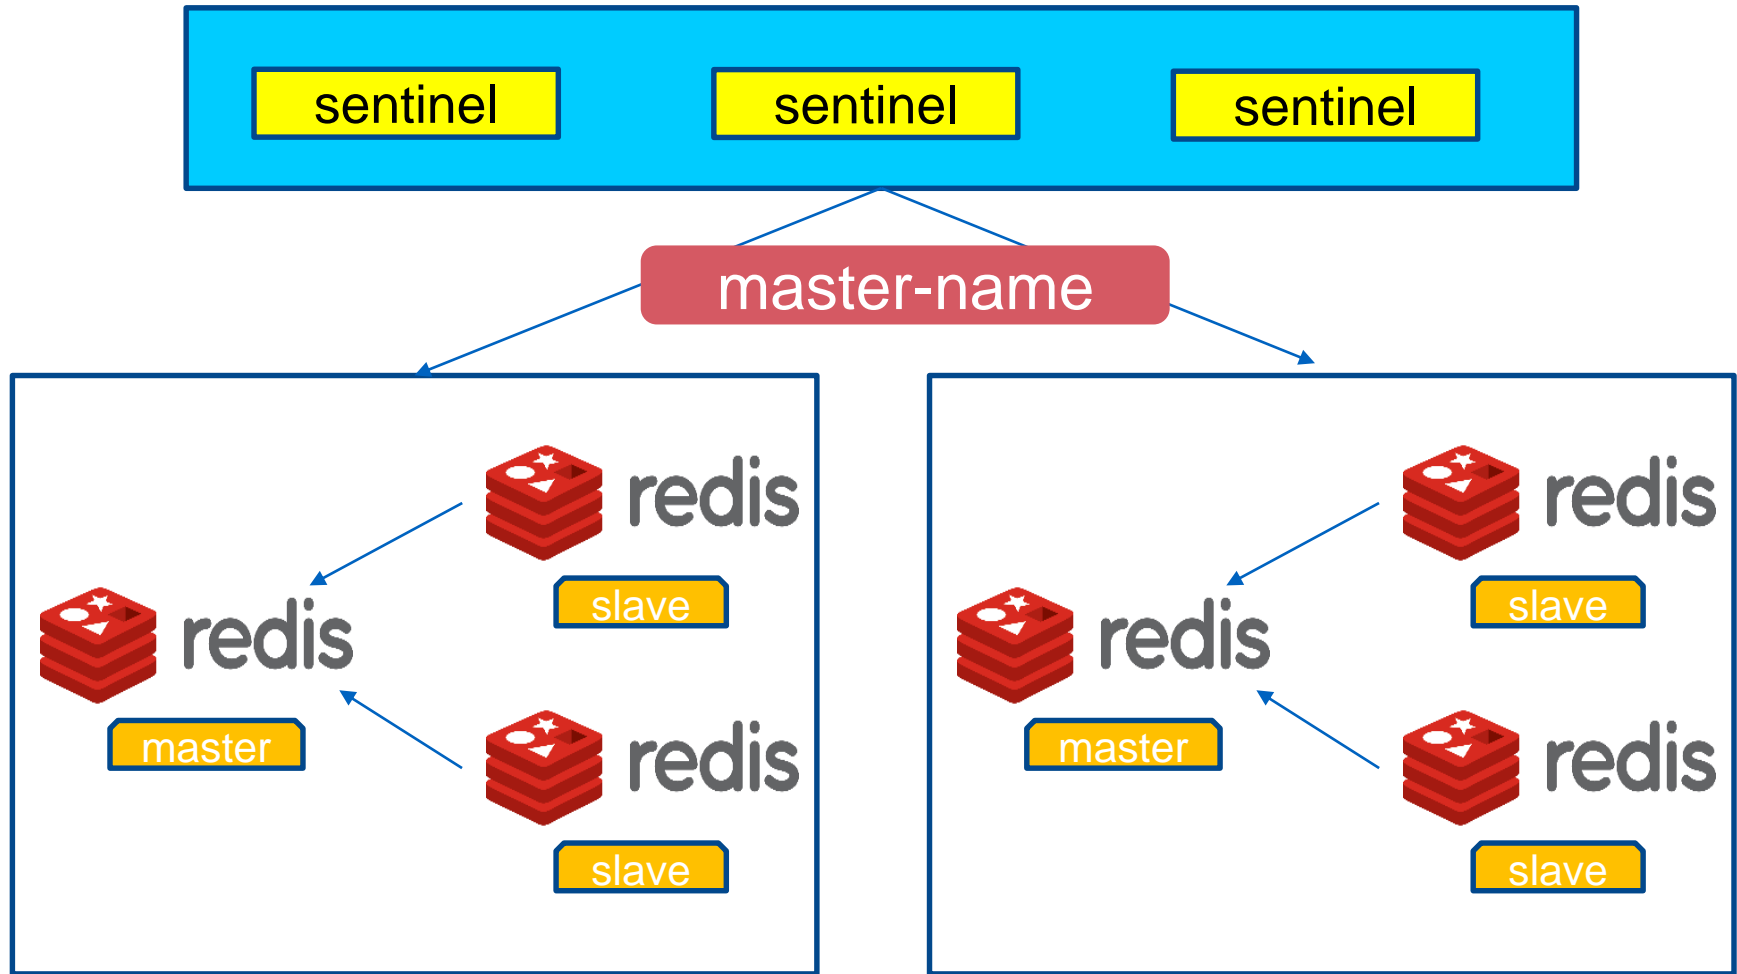 sentinel
sentinel
sentinel
master-name
redis
slave
redis
master
redis
slave
redis
slave
redis
master
redis
slave